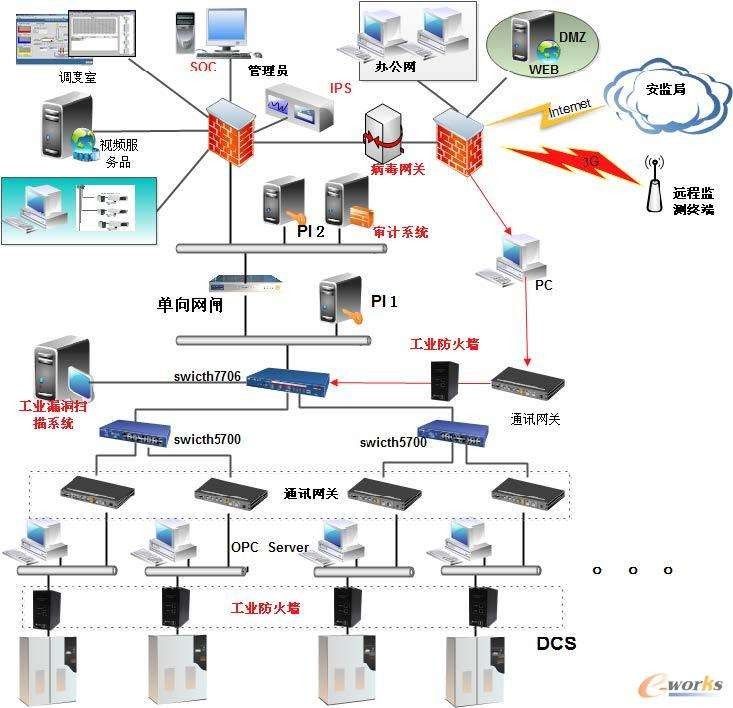 调度室
SOC
管理员
IPS
办公网
DMZ
WEB
Internet
安监局
视频服
务品
病毒网关
3G
远程监
测终端
PI 2
审计系统
PC
单向网闸
PI 1
工业防火墙
swicth7706
通讯网关
工业漏洞扫
描系统
swicth5700
swicth5700
通讯网关
OPC Server
工业防火墙
DCS
e-works